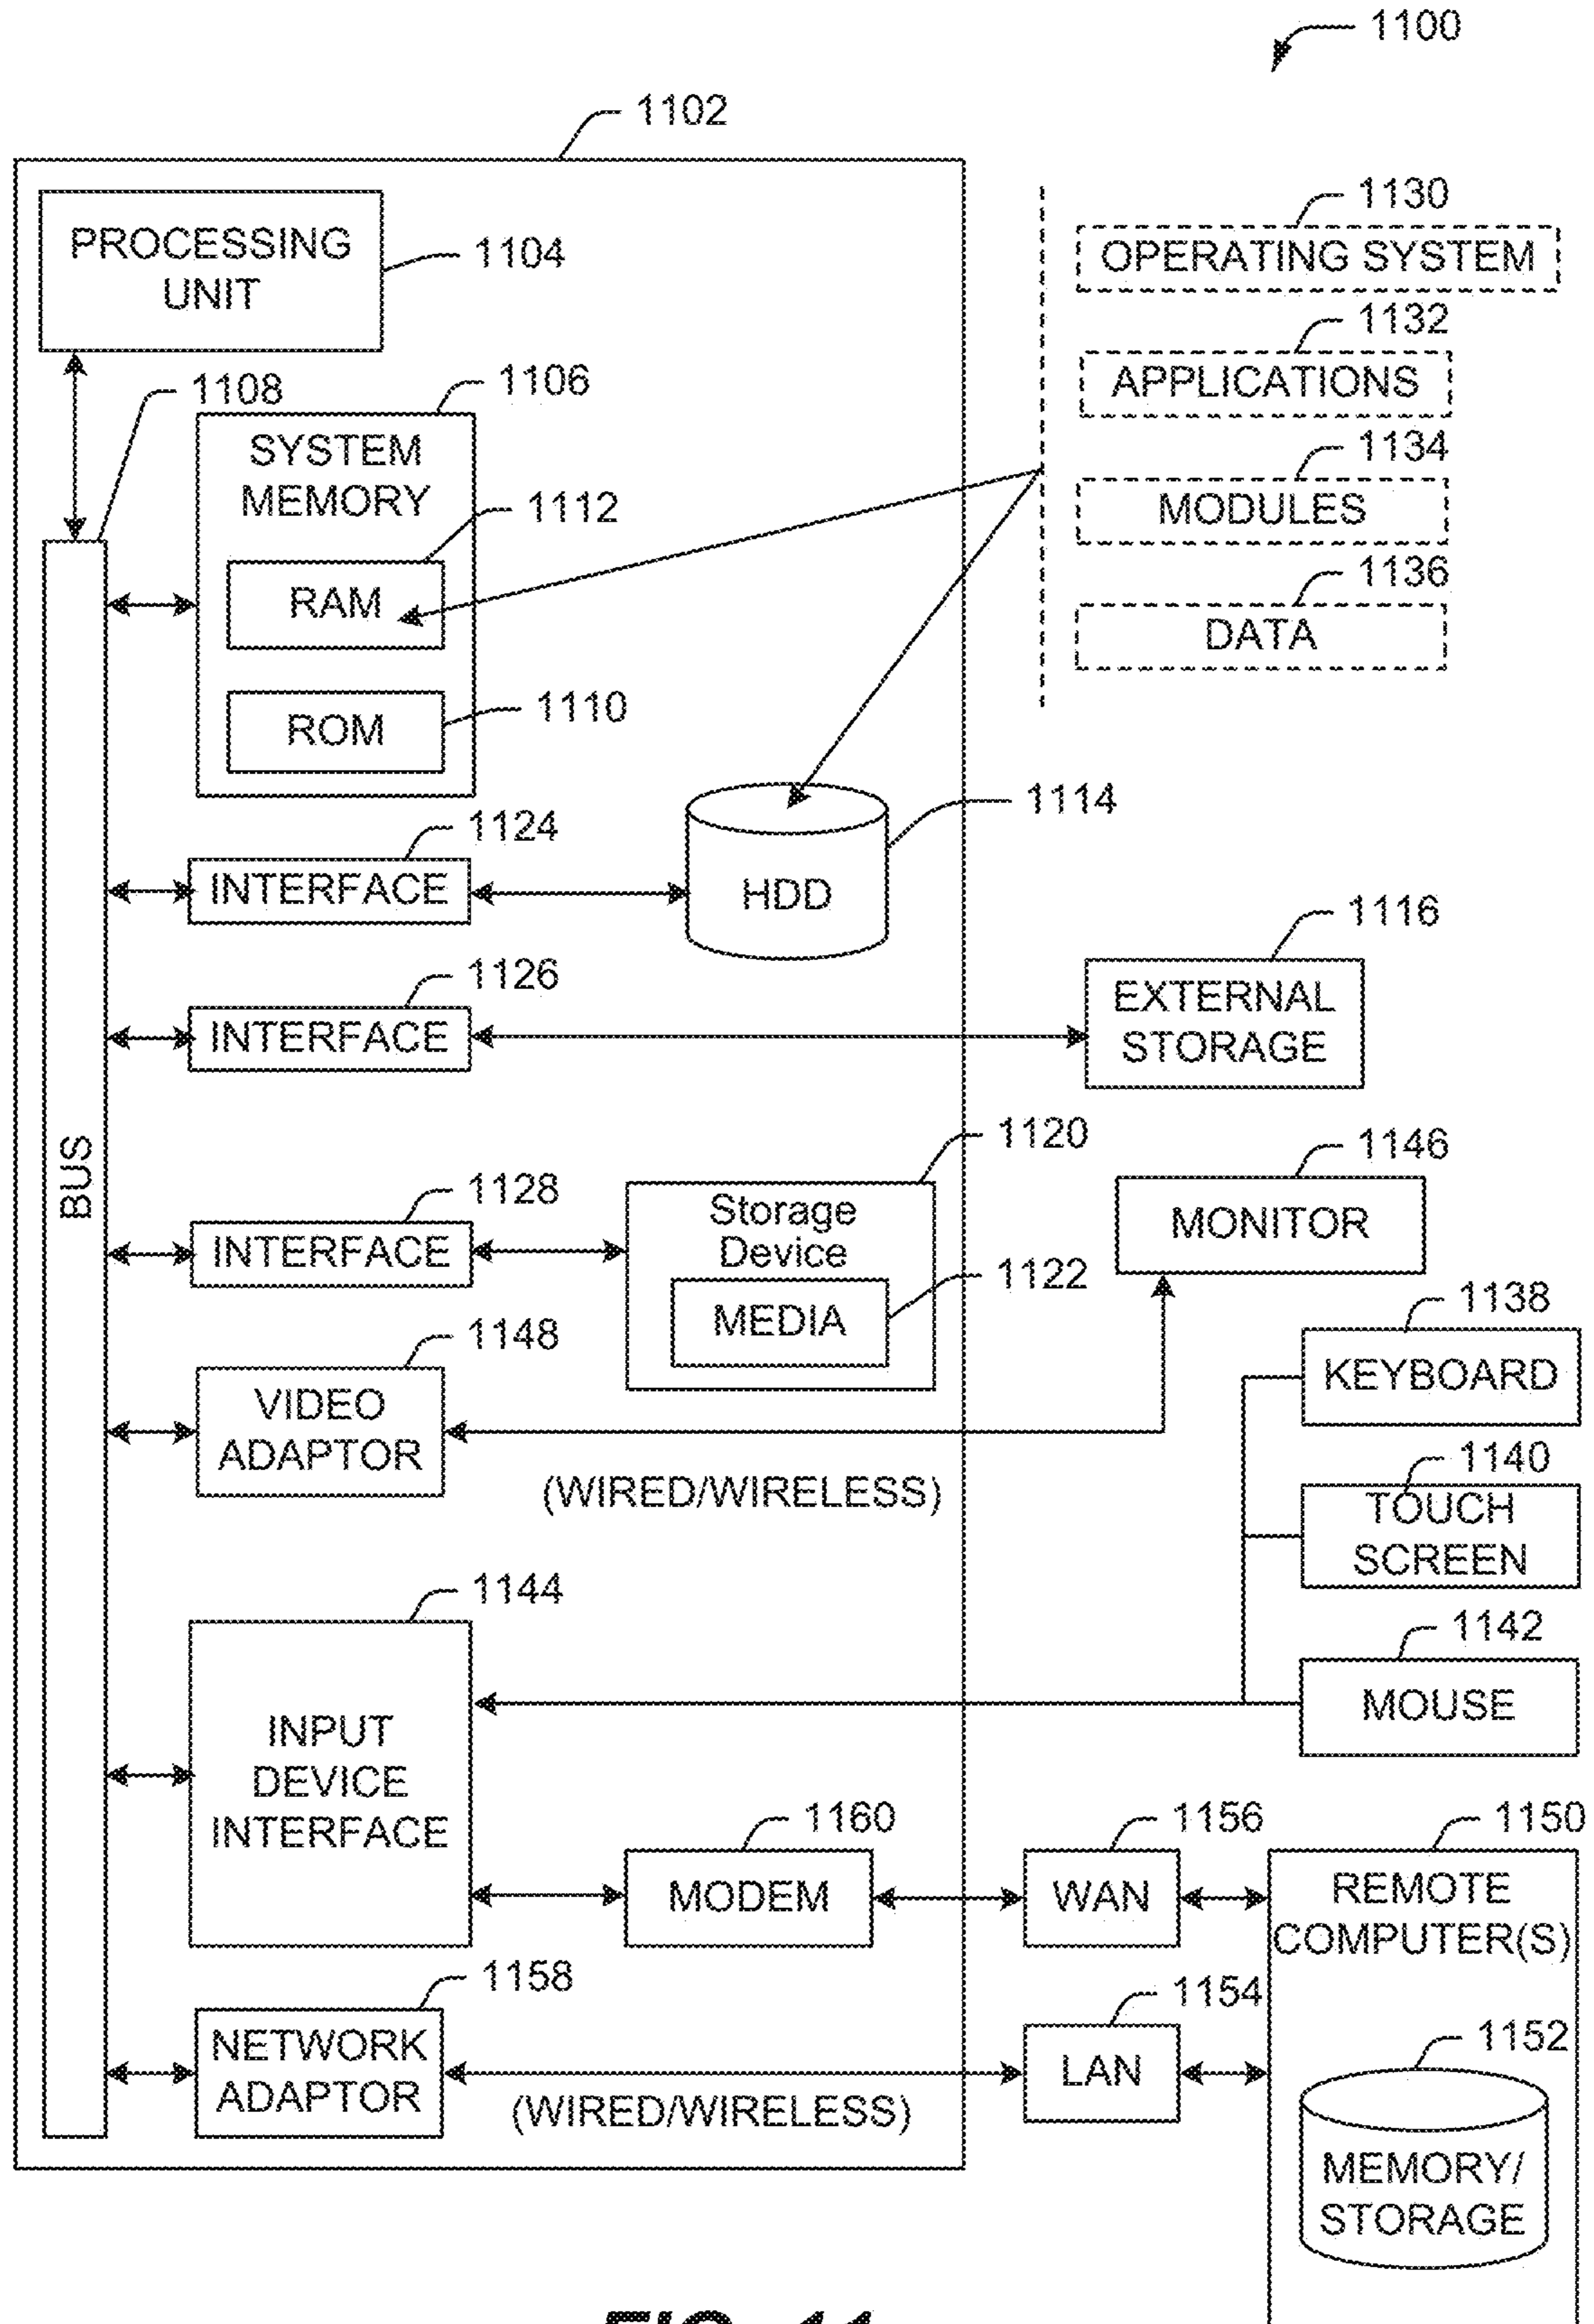 1100
1102
PROCESSING
UNIT
1104
1130
OPERATING SYSTEM
1132
APPLICATIONS
1134
MODULES
1136
DATA
1108
1106
SYSTEM
MEMORY
1112
RAM
1110
ROM
1124
INTERFACE
1114
HDD
1126
INTERFACE
1116
EXTERNAL
STORAGE
BUS
1128
INTERFACE
1120
Storage
Device
1122
MEDIA
1146
MONITOR
1148
VIDEO
ADAPTOR
(WIRED/WIRELESS)
1138
KEYBOARD
1140
TOUCH
SCREEN
1142
MOUSE
1144
INPUT
DEVICE
INTERFACE
1160
MODEM
1156
WAN
1150
REMOTE
COMPUTER(S)
1158
NETWORK
ADAPTOR
(WIRED/WIRELESS)
1154
LAN
1152
MEMORY/
STORAGE